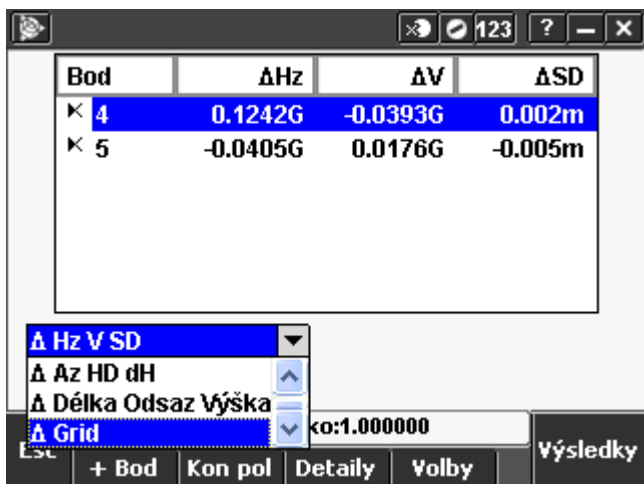 123 ?
Bod ΔHz ΔV ΔSD
4 0.1242G -0.0393G 0.002m
5 -0.0405G 0.0176G -0.005m
Δ Hz V SD
Δ Az HD dH
Δ Délka Odsaz Výška
Δ Grid
ko:1.000000
Esc + Bod Kon pol Detaily Volby Výsledky